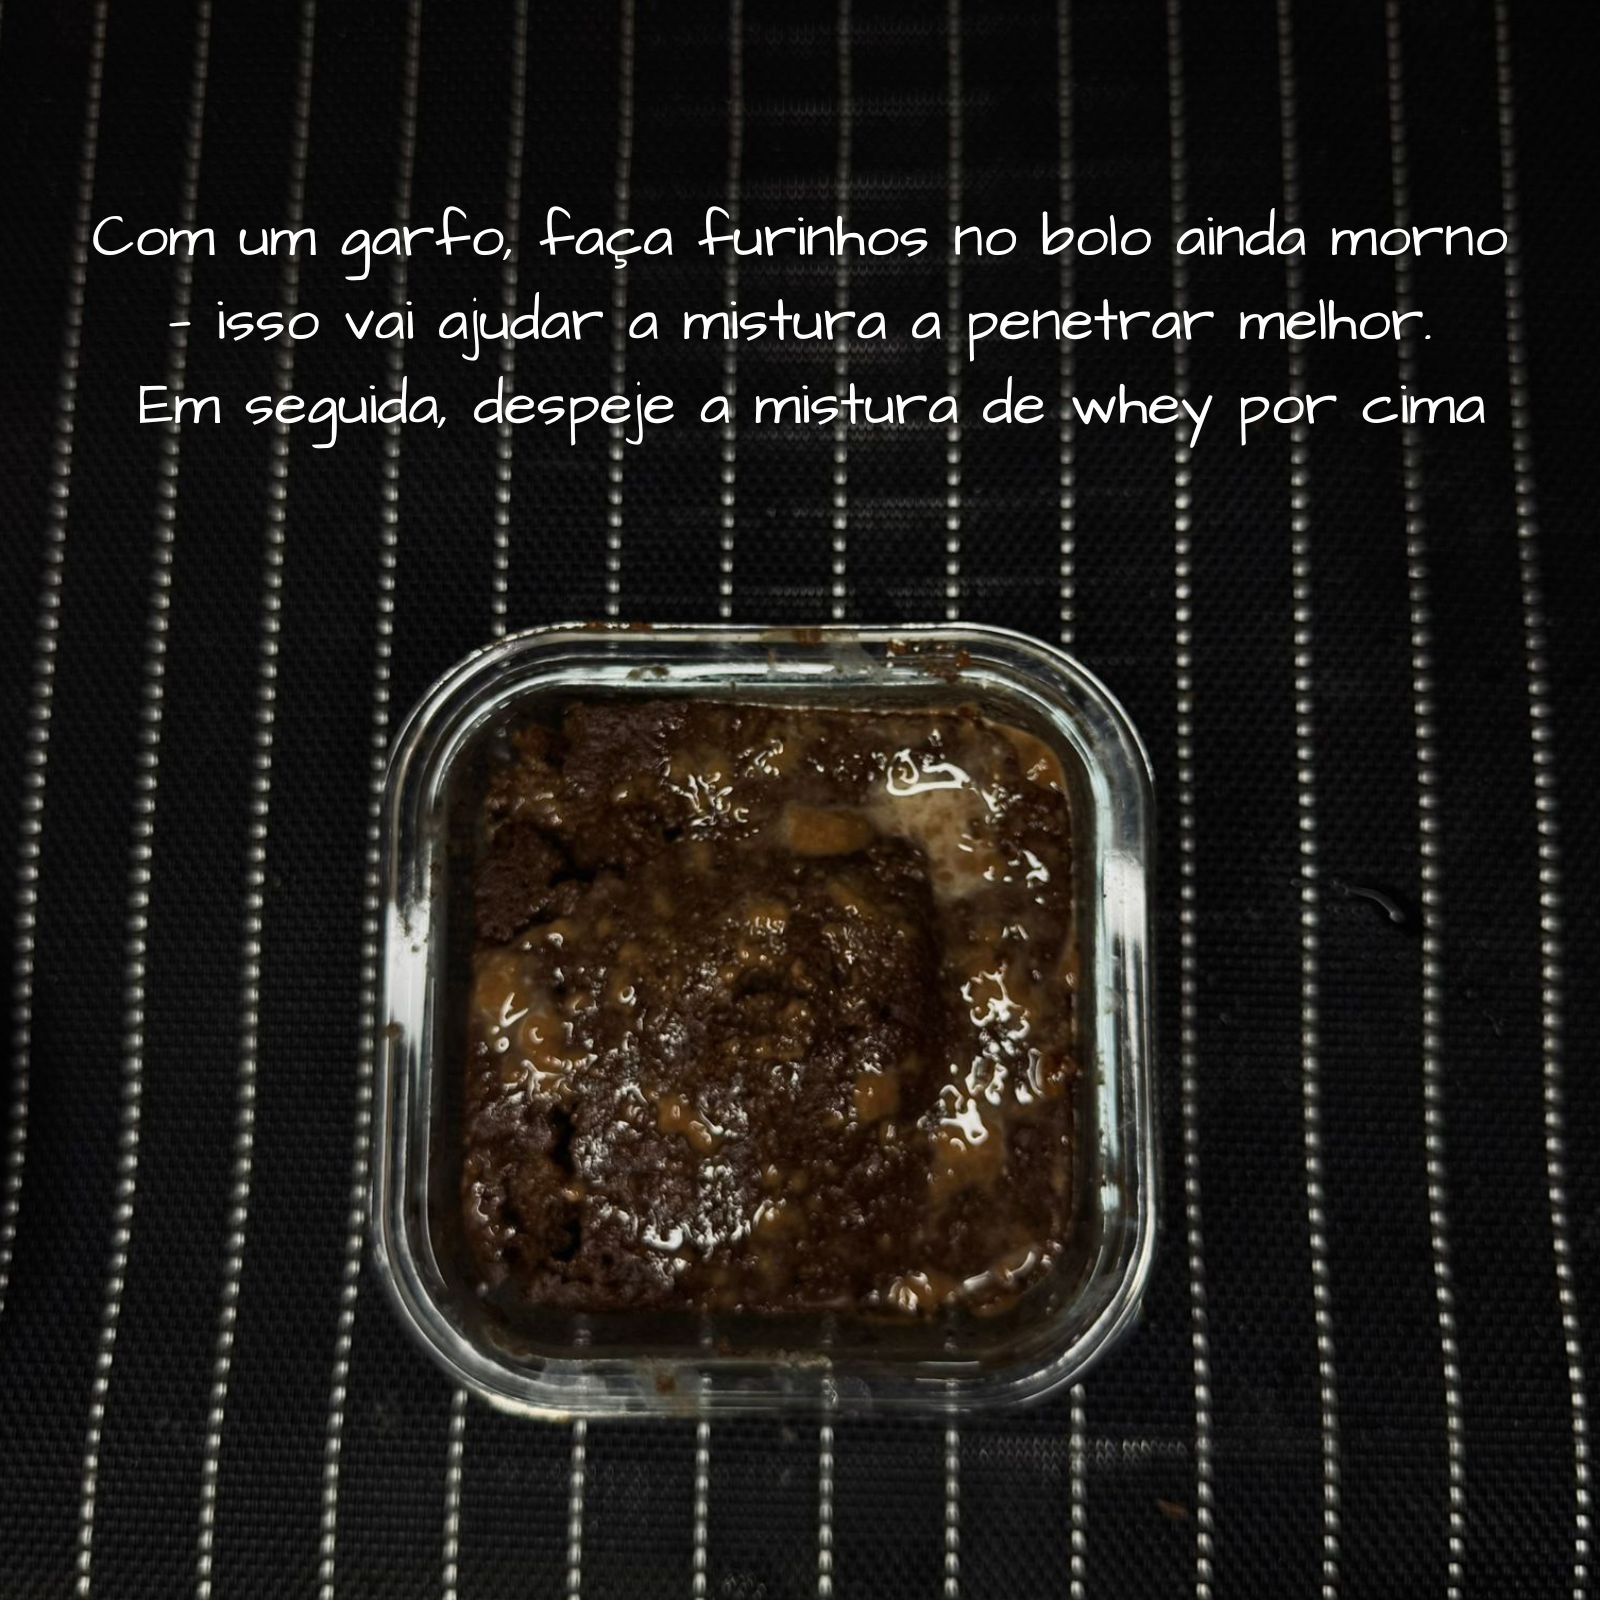 Com um garfo, faça furinhos no bolo ainda morno
- isso vai ajudar a mistura a penetrar melhor.
Em seguida, despeje a mistura de whey por cima